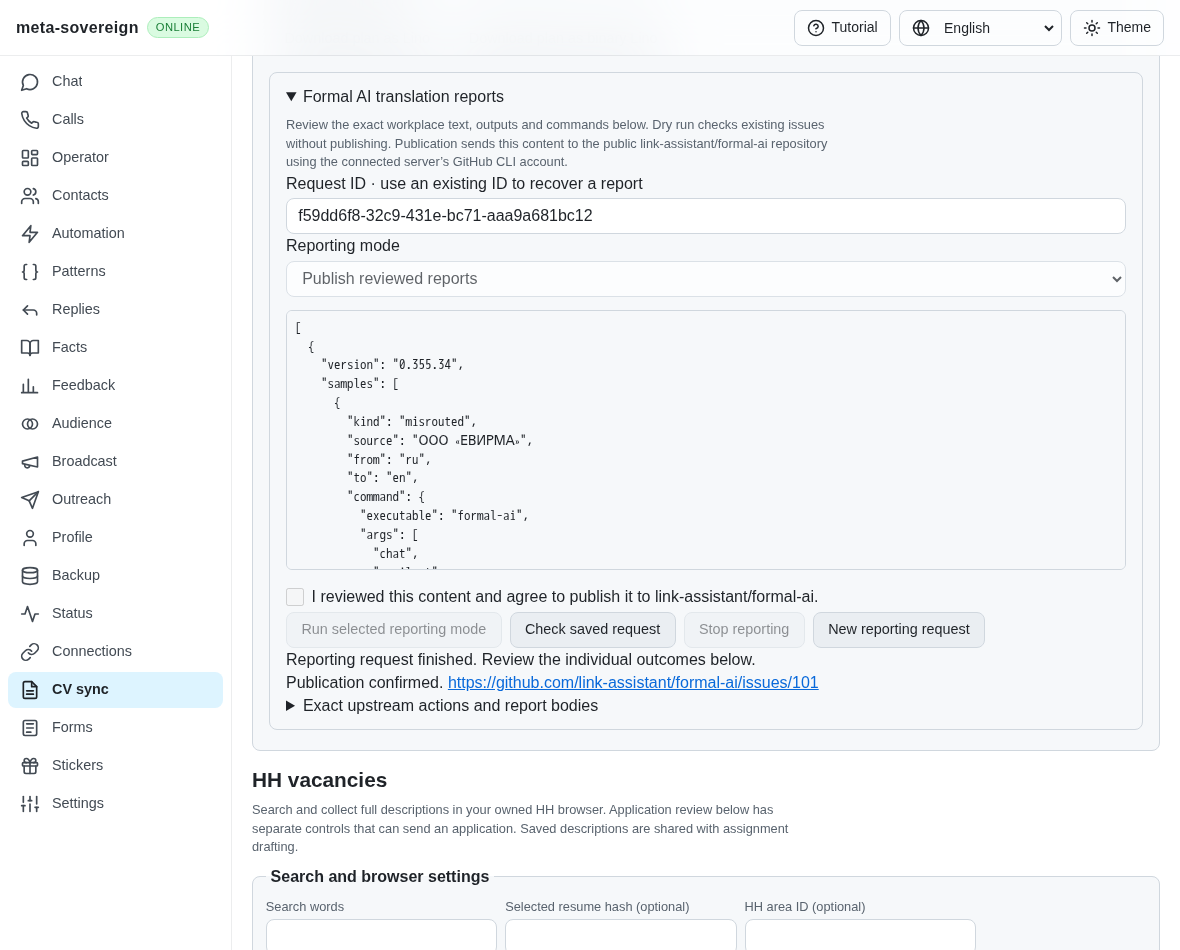 meta-sovereign ONLINE
Tutorial
English
Theme
Chat
Calls
Operator
Contacts
Automation
Patterns
Replies
Facts
Feedback
Audience
Broadcast
Outreach
Profile
Backup
Status
Connections
CV sync
Forms
Stickers
Settings
Formal AI translation reports
Review the exact workplace text, outputs and commands below. Dry run checks existing issues
without publishing. Publication sends this content to the public link-assistant/formal-ai repository
using the connected server’s GitHub CLI account.
Request ID · use an existing ID to recover a report
f59dd6f8-32c9-431e-bc71-aaa9a681bc12
Reporting mode
Publish reviewed reports
[
{
"version": "0.355.34",
"samples": [
{
"kind": "misrouted",
"source": "ООО «ЕВИРМА»",
"from": "ru",
"to": "en",
"command": {
"executable": "formal-ai",
"args": [
"chat",
I reviewed this content and agree to publish it to link-assistant/formal-ai.
Run selected reporting mode
Check saved request
Stop reporting
New reporting request
Reporting request finished. Review the individual outcomes below.
Publication confirmed. https://github.com/link-assistant/formal-ai/issues/101
Exact upstream actions and report bodies
HH vacancies
Search and collect full descriptions in your owned HH browser. Application review below has
separate controls that can send an application. Saved descriptions are shared with assignment
drafting.
Search and browser settings
Search words
Selected resume hash (optional)
HH area ID (optional)